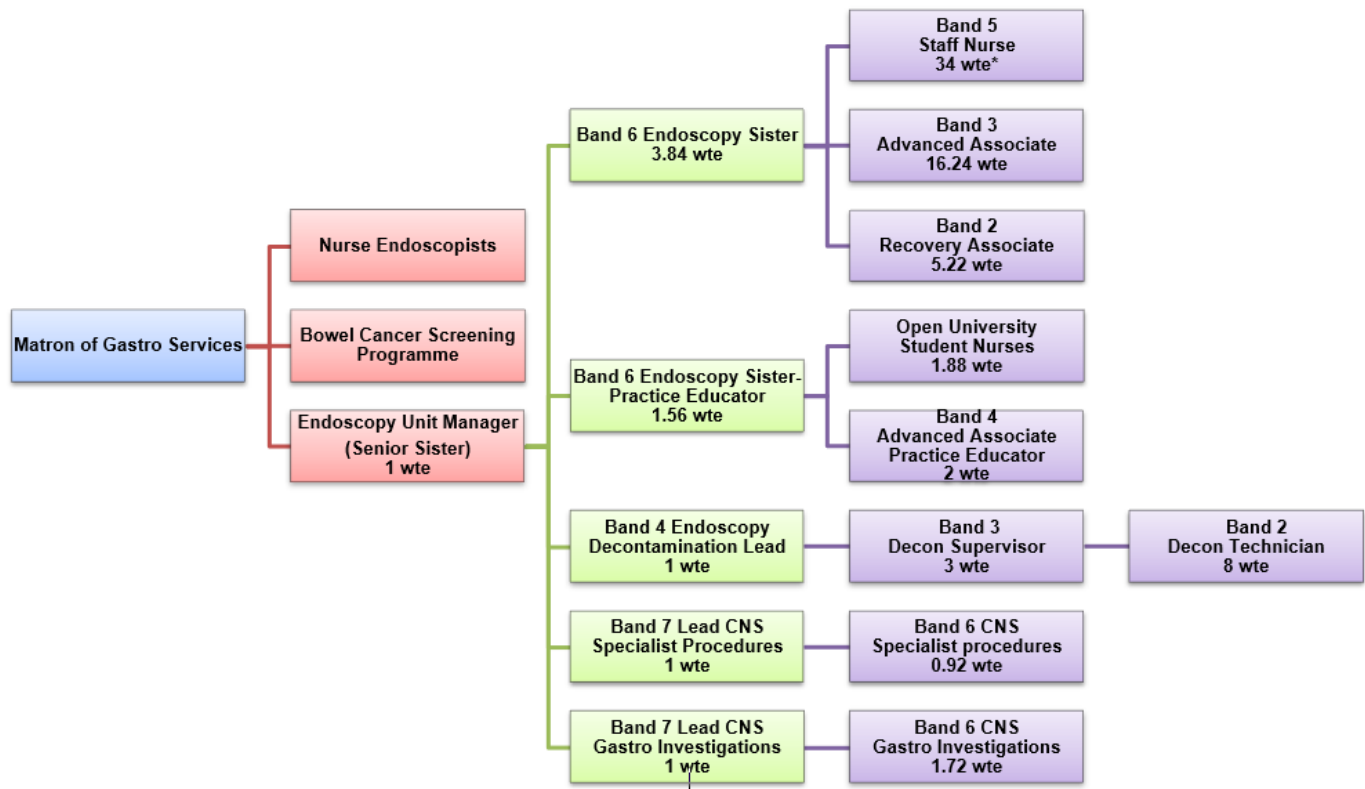 Matron of Gastro Services
Nurse Endoscopists
Bowel Cancer Screening
Programme
Endoscopy Unit Manager
(Senior Sister)
1 wte
Band 6 Endoscopy Sister
3.84 wte
Band 5
Staff Nurse
34 wte*
Band 3
Advanced Associate
16.24 wte
Band 2
Recovery Associate
5.22 wte
Band 6 Endoscopy Sister-
Practice Educator
1.56 wte
Open University
Student Nurses
1.88 wte
Band 4
Advanced Associate
Practice Educator
2 wte
Band 4 Endoscopy
Decontamination Lead
1 wte
Band 3
Decon Supervisor
3 wte
Band 2
Decon Technician
8 wte
Band 7 Lead CNS
Specialist Procedures
1 wte
Band 6 CNS
Specialist procedures
0.92 wte
Band 7 Lead CNS
Gastro Investigations
1 wte
Band 6 CNS
Gastro Investigations
1.72 wte